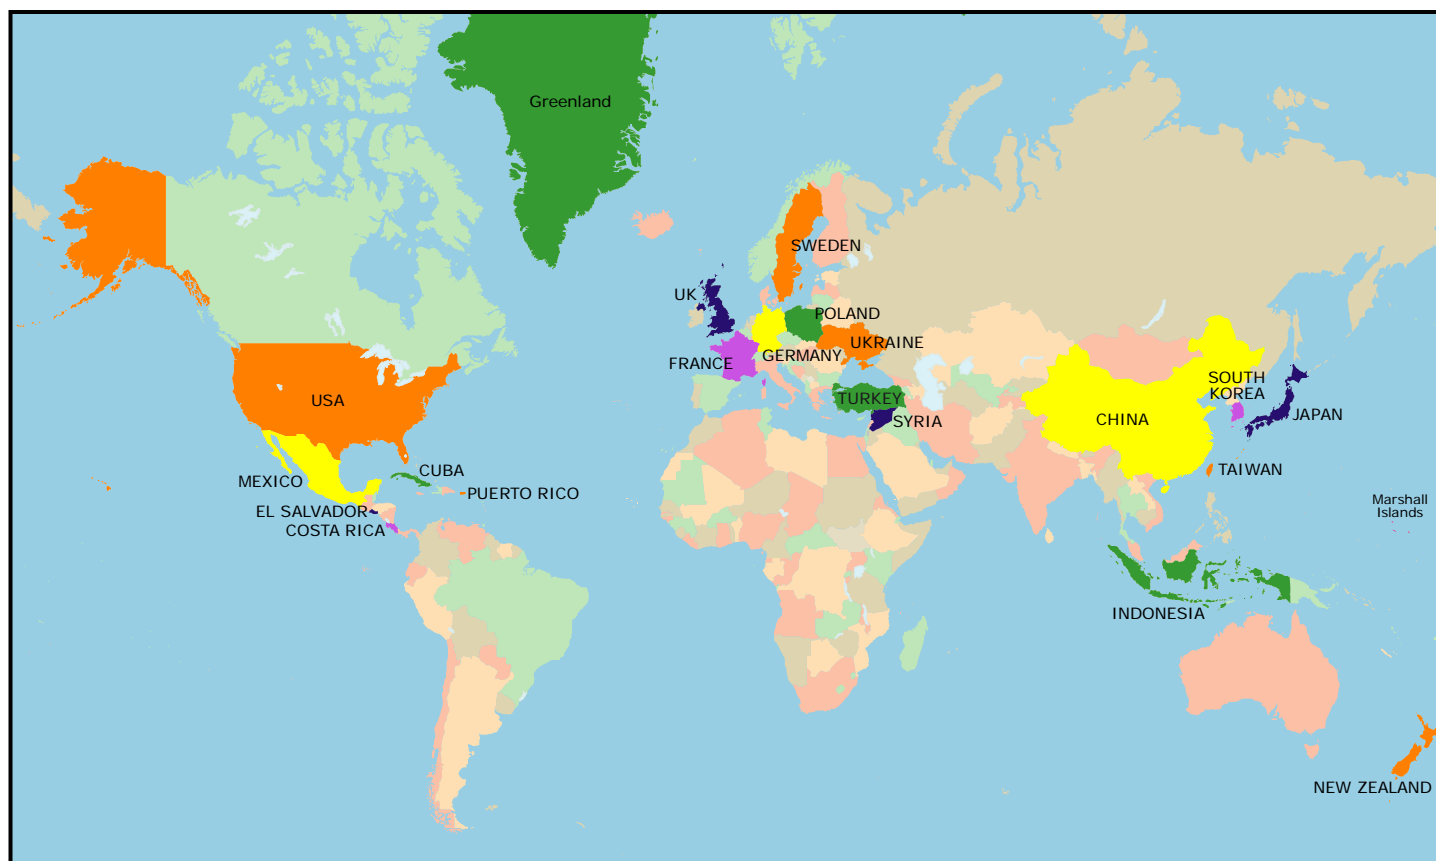 Greenland
SWEDEN
UK
POLAND
UKRAINE
GERMANY
FRANCE
SOUTH
KOREA
TURKEY
USA
JAPAN
CHINA
SYRIA
CUBA
TAIWAN
MEXICO
PUERTO RICO
Marshall
Islands
EL SALVADOR
COSTA RICA
INDONESIA
NEW ZEALAND